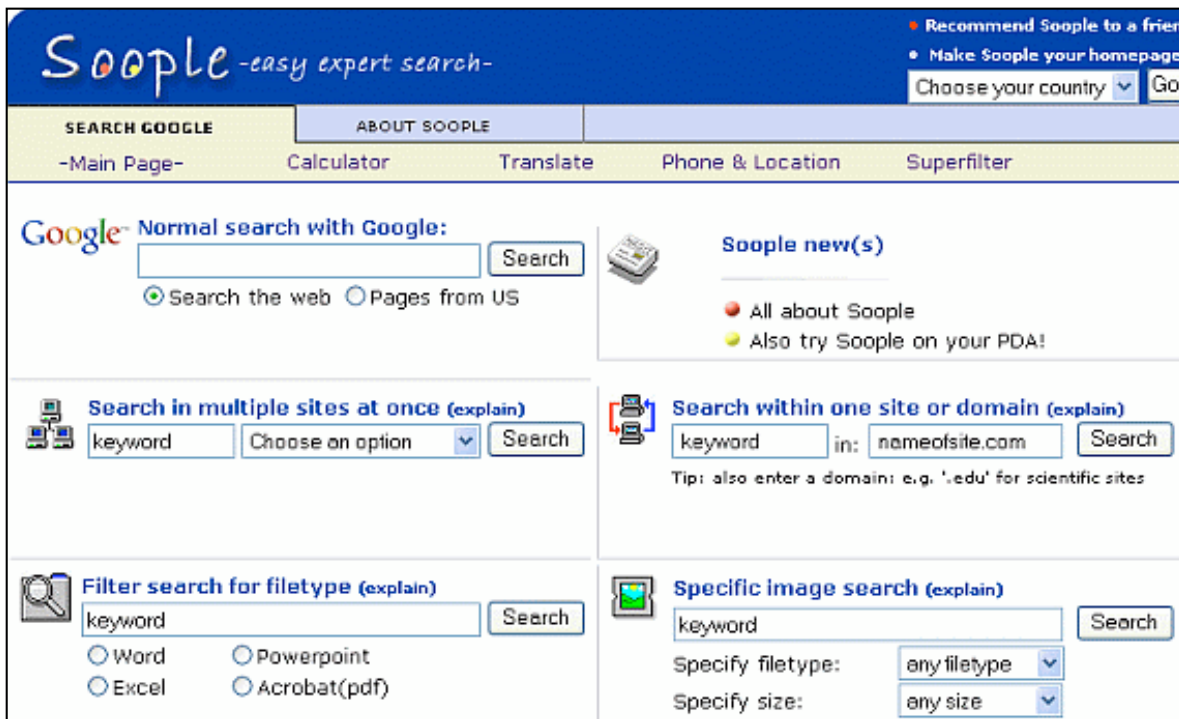 Soople -easy expert search-
Recommend Soople to a frien
Make Soople your homepage
Choose your country Go
SEARCH GOOGLE ABOUT SOOPLE
-Main Page- Calculator Translate Phone & Location Superfilter
Google™ Normal search with Google:
Search
Search the web Pages from US
Soople new(s)
All about Soople
Also try Soople on your PDA!
Search in multiple sites at once (explain)
keyword Choose an option Search
Search within one site or domain (explain)
keyword in: nameofsite.com Search
Tip: also enter a domain: e.g. '.edu' for scientific sites
Filter search for filetype (explain)
keyword Search
Word Powerpoint
Excel Acrobat(pdf)
Specific image search (explain)
keyword Search
Specify filetype: any filetype
Specify size: any size